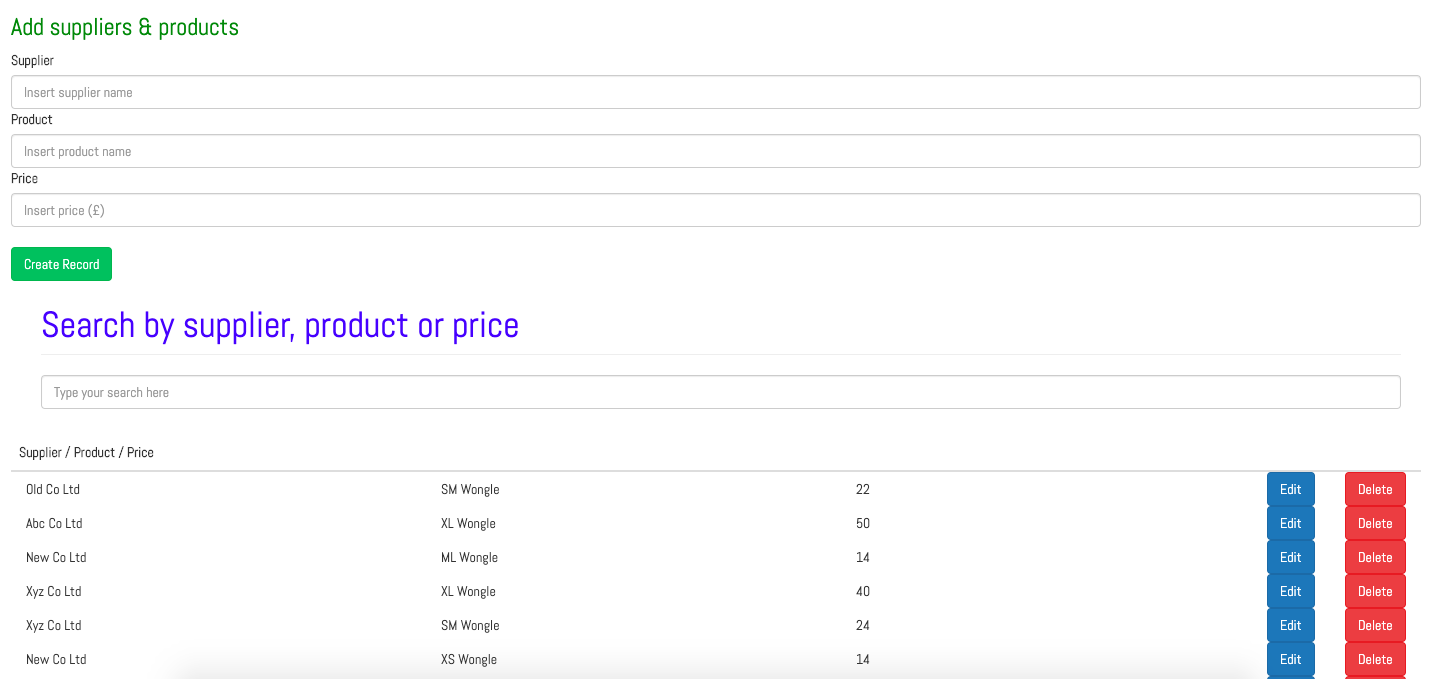 Add suppliers & products
Supplier
Insert supplier name
Product
Insert product name
Price
Insert price (£)
Create Record
Search by supplier, product or price
Type your search here
Supplier / Product / Price
Old Co Ltd SM Wongle 22 Edit Delete
Abc Co Ltd XL Wongle 50 Edit Delete
New Co Ltd ML Wongle 14 Edit Delete
Xyz Co Ltd XL Wongle 40 Edit Delete
Xyz Co Ltd SM Wongle 24 Edit Delete
New Co Ltd XS Wongle 14 Edit Delete